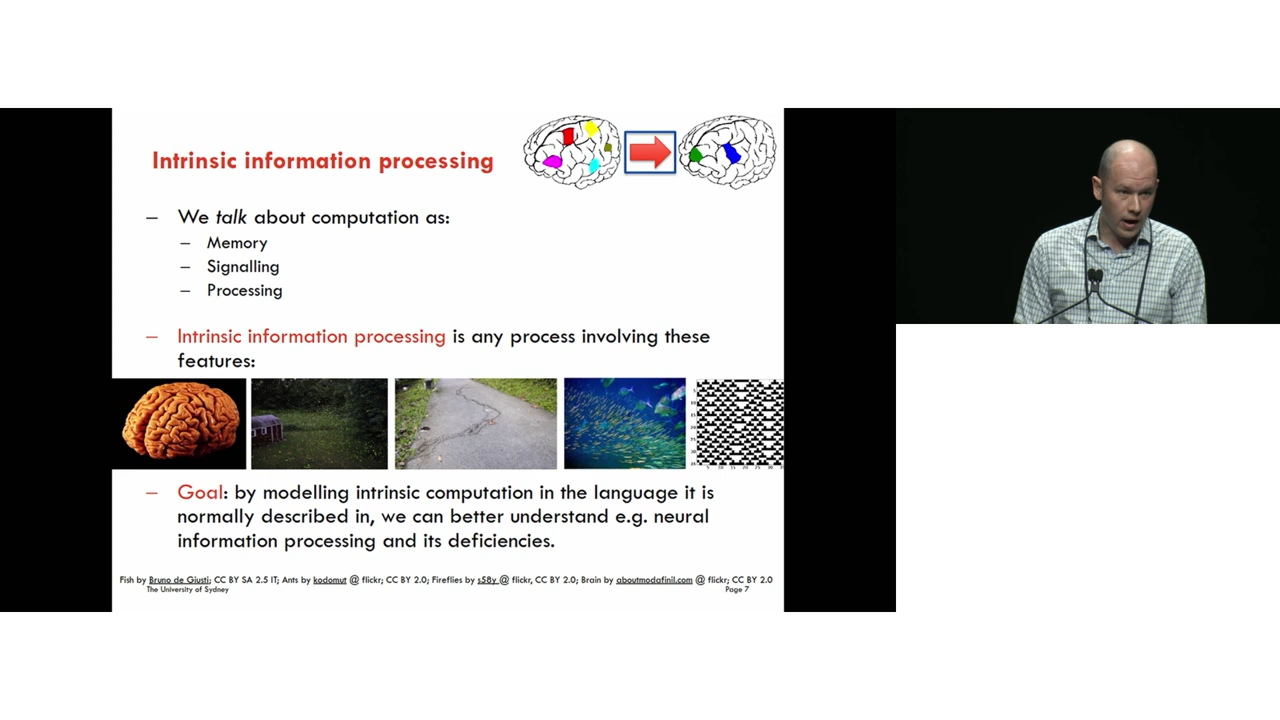 Intrinsic information processing
– We talk about computation as:
– Memory
– Signalling
– Processing
– Intrinsic information processing is any process involving these
features:
– Goal: by modelling intrinsic computation in the language it is
normally described in, we can better understand e.g. neural
information processing and its deficiencies.
Fish by Bruno de Giusti; CC BY SA 2.5 IT; Ants by kodomut @ flickr; CC BY 2.0; Fireflies by s58y @ flickr, CC BY 2.0; Brain by aboutmodafinil.com @ flickr; CC BY 2.0
The University of Sydney
Page 7